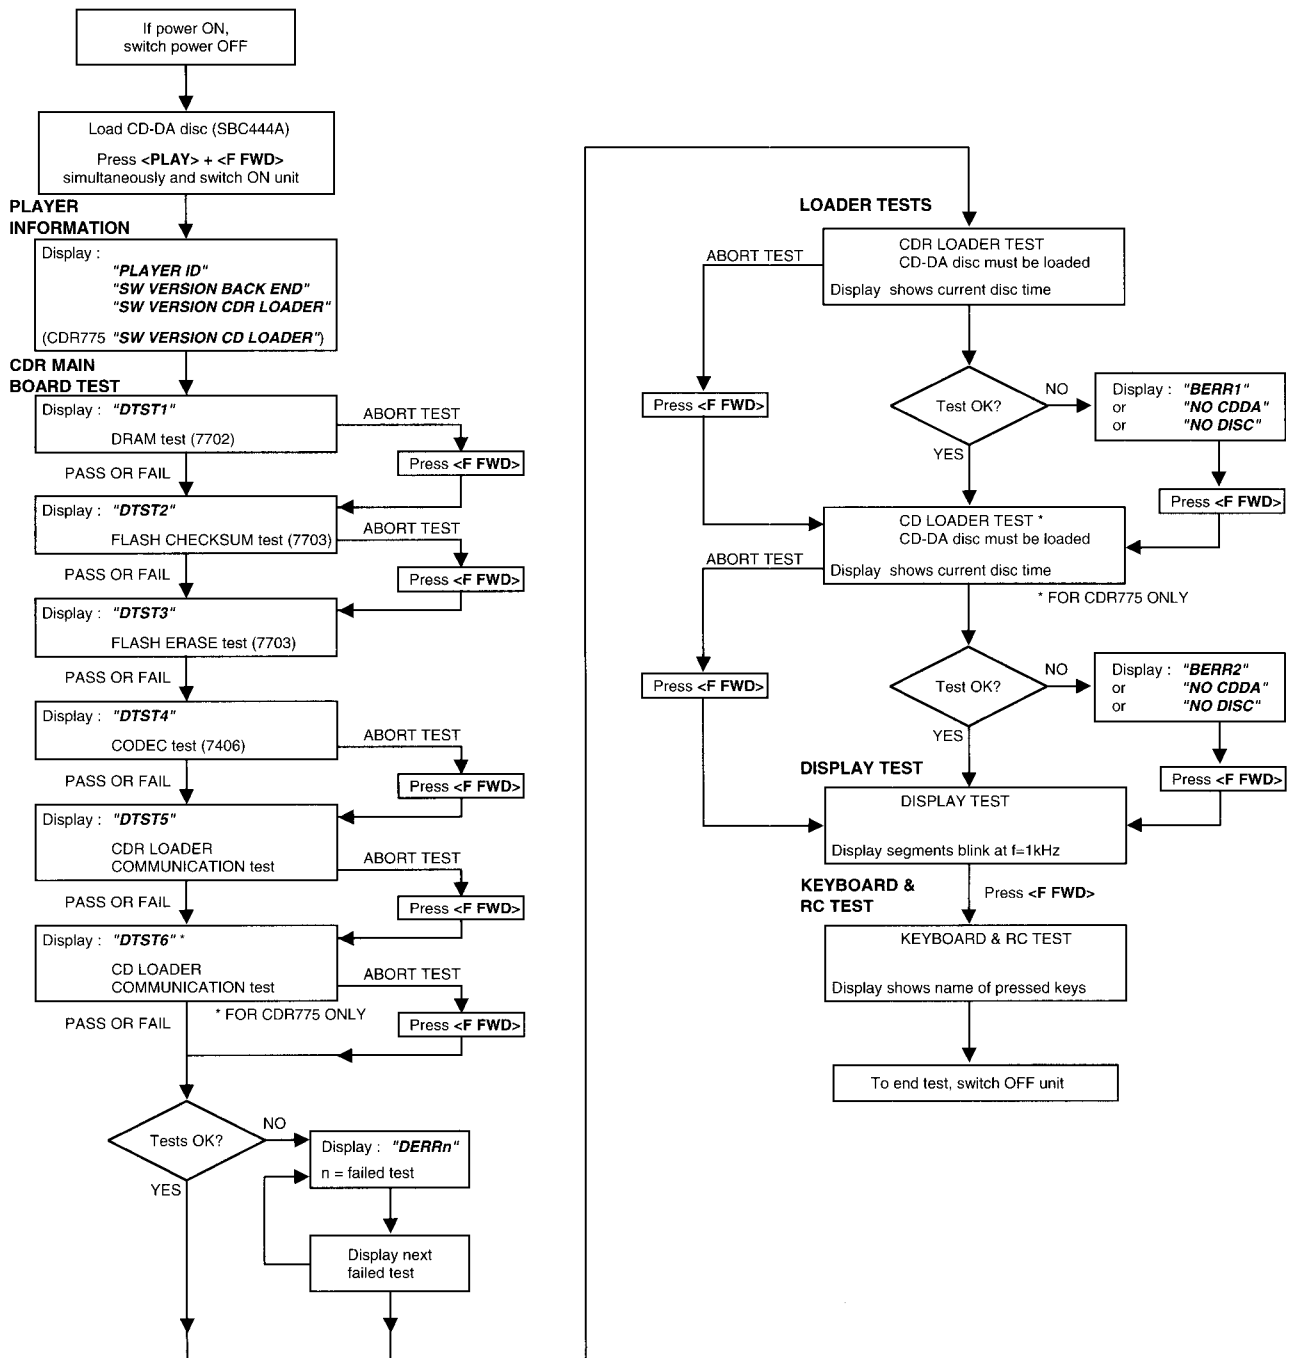 If power ON,
switch power OFF
Load CD-DA disc (SBC444A)
Press <PLAY> + <F FWD>
simultaneously and switch ON unit
PLAYER
INFORMATION
Display :
"PLAYER ID"
"SW VERSION BACK END"
"SW VERSION CDR LOADER"
(CDR775 "SW VERSION CD LOADER")
CDR MAIN
BOARD TEST
Display : "DTST1"
DRAM test (7702)
ABORT TEST
Press <F FWD>
PASS OR FAIL
Display : "DTST2"
FLASH CHECKSUM test (7703)
ABORT TEST
Press <F FWD>
PASS OR FAIL
Display : "DTST3"
FLASH ERASE test (7703)
PASS OR FAIL
Display : "DTST4"
CODEC test (7406)
ABORT TEST
Press <F FWD>
PASS OR FAIL
Display : "DTST5"
CDR LOADER
COMMUNICATION test
ABORT TEST
Press <F FWD>
PASS OR FAIL
Display : "DTST6" *
CD LOADER
COMMUNICATION test
ABORT TEST
* FOR CDR775 ONLY
Press <F FWD>
PASS OR FAIL
Tests OK?
NO
YES
Display : "DERRn"
n = failed test
Display next
failed test
LOADER TESTS
CDR LOADER TEST
CD-DA disc must be loaded
Display shows current disc time
ABORT TEST
Press <F FWD>
Test OK?
NO
YES
Display : "BERR1"
or "NO CDDA"
or "NO DISC"
Press <F FWD>
CD LOADER TEST *
CD-DA disc must be loaded
Display shows current disc time
ABORT TEST
* FOR CDR775 ONLY
Press <F FWD>
Test OK?
NO
YES
Display : "BERR2"
or "NO CDDA"
or "NO DISC"
Press <F FWD>
DISPLAY TEST
DISPLAY TEST
Display segments blink at f=1kHz
KEYBOARD &
RC TEST
Press <F FWD>
KEYBOARD & RC TEST
Display shows name of pressed keys
To end test, switch OFF unit